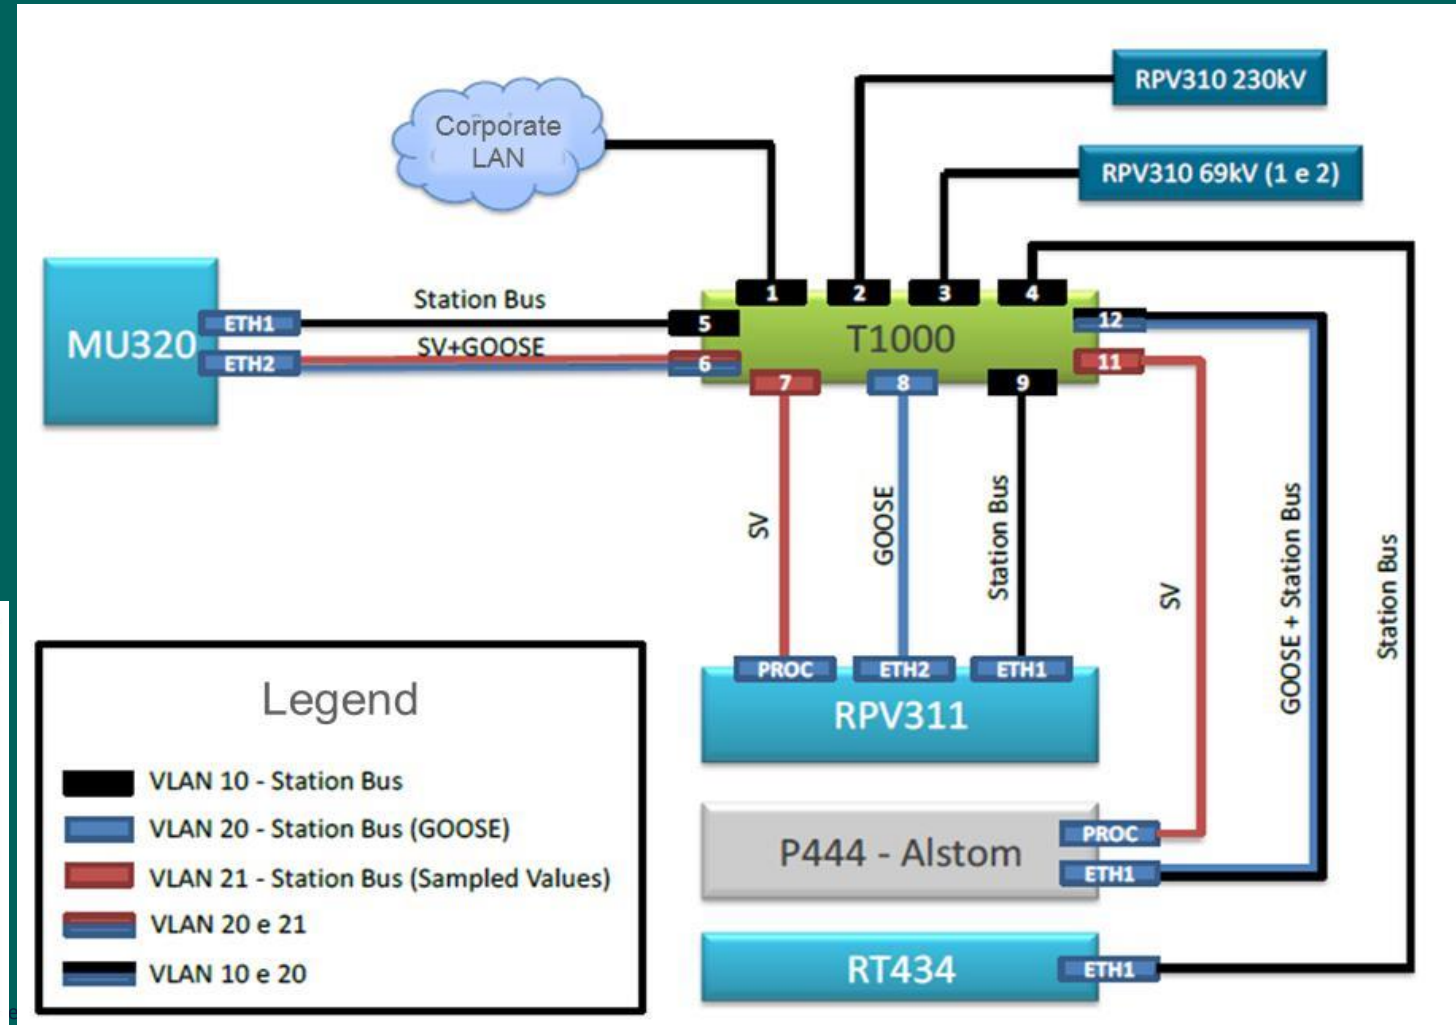 RPV310 230kV
Corporate
LAN
RPV310 69kV (1 e 2)
1
2
3
4
Station Bus
MU320
ETH1
5
T1000
12
SV+GOOSE
ETH2
6
11
7
8
9
SV
GOOSE
Station Bus
SV
GOOSE + Station Bus
Station Bus
PROC
ETH2
ETH1
RPV311
P444 - Alstom
PROC
ETH1
RT434
ETH1
Legend
VLAN 10 - Station Bus
VLAN 20 - Station Bus (GOOSE)
VLAN 21 - Station Bus (Sampled Values)
VLAN 20 e 21
VLAN 10 e 20